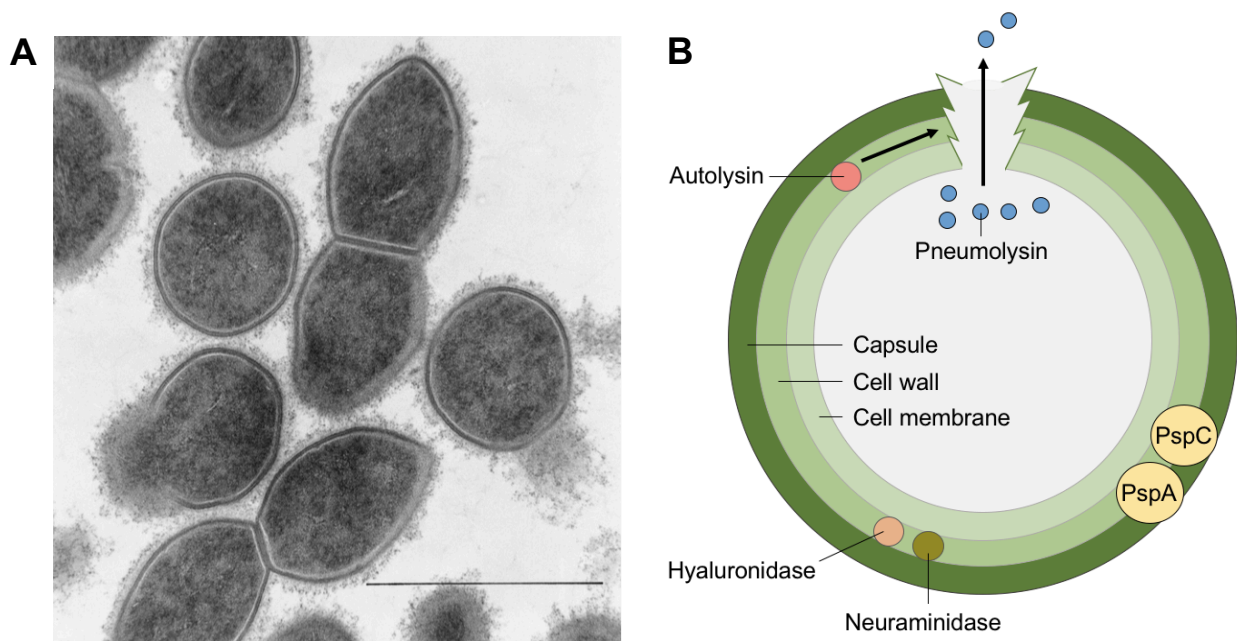 A
B
Autolysin
Pneumolysin
Capsule
Cell wall
Cell membrane
PspC
PspA
Hyaluronidase
Neuraminidase